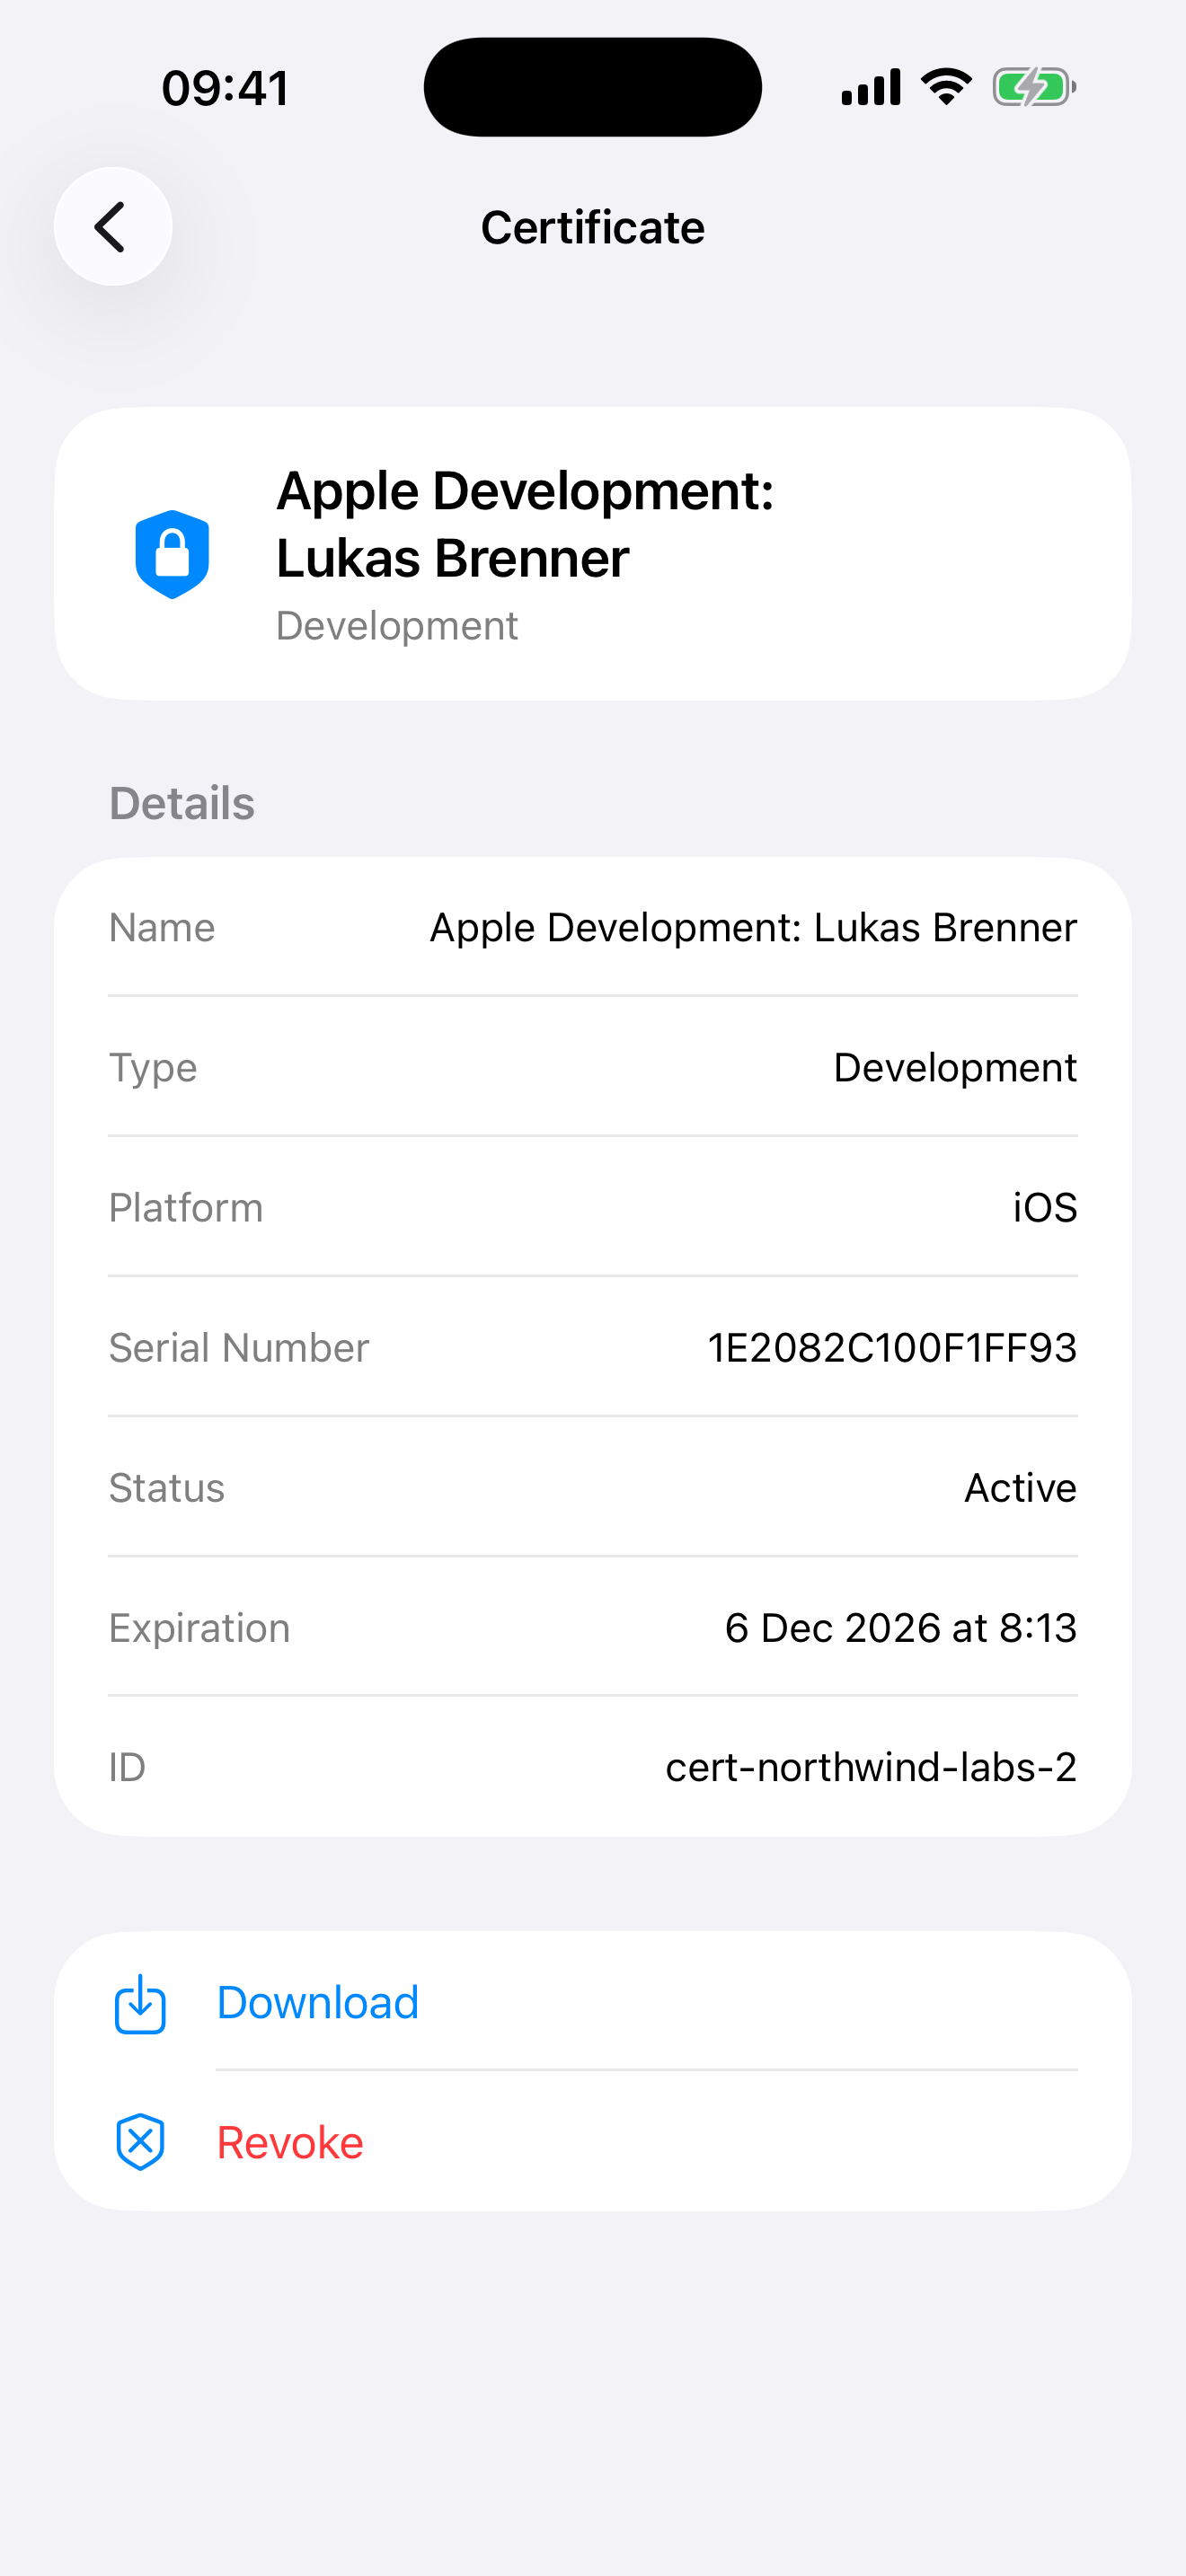 09:41
Certificate
Apple Development:
Lukas Brenner
Development
Details
Name Apple Development: Lukas Brenner
Type Development
Platform iOS
Serial Number 1E2082C100F1FF93
Status Active
Expiration 6 Dec 2026 at 8:13
ID cert-northwind-labs-2
Download
Revoke